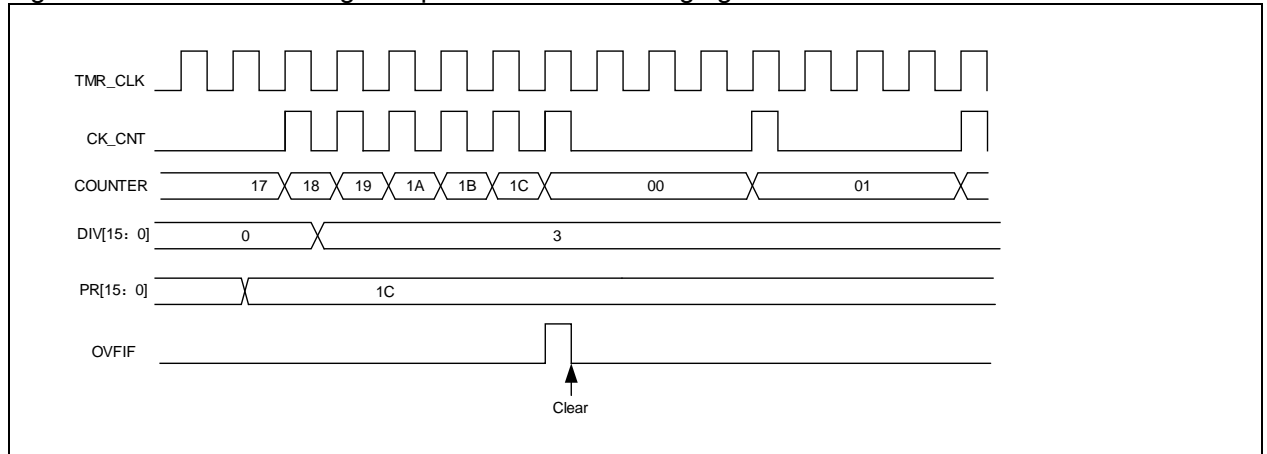 TMR_CLK
CK_CNT
COUNTER 17 18 19 1A 1B 1C 00 01
DIV[15：0] 0 3
PR[15：0] 1C
OVFIF
Clear